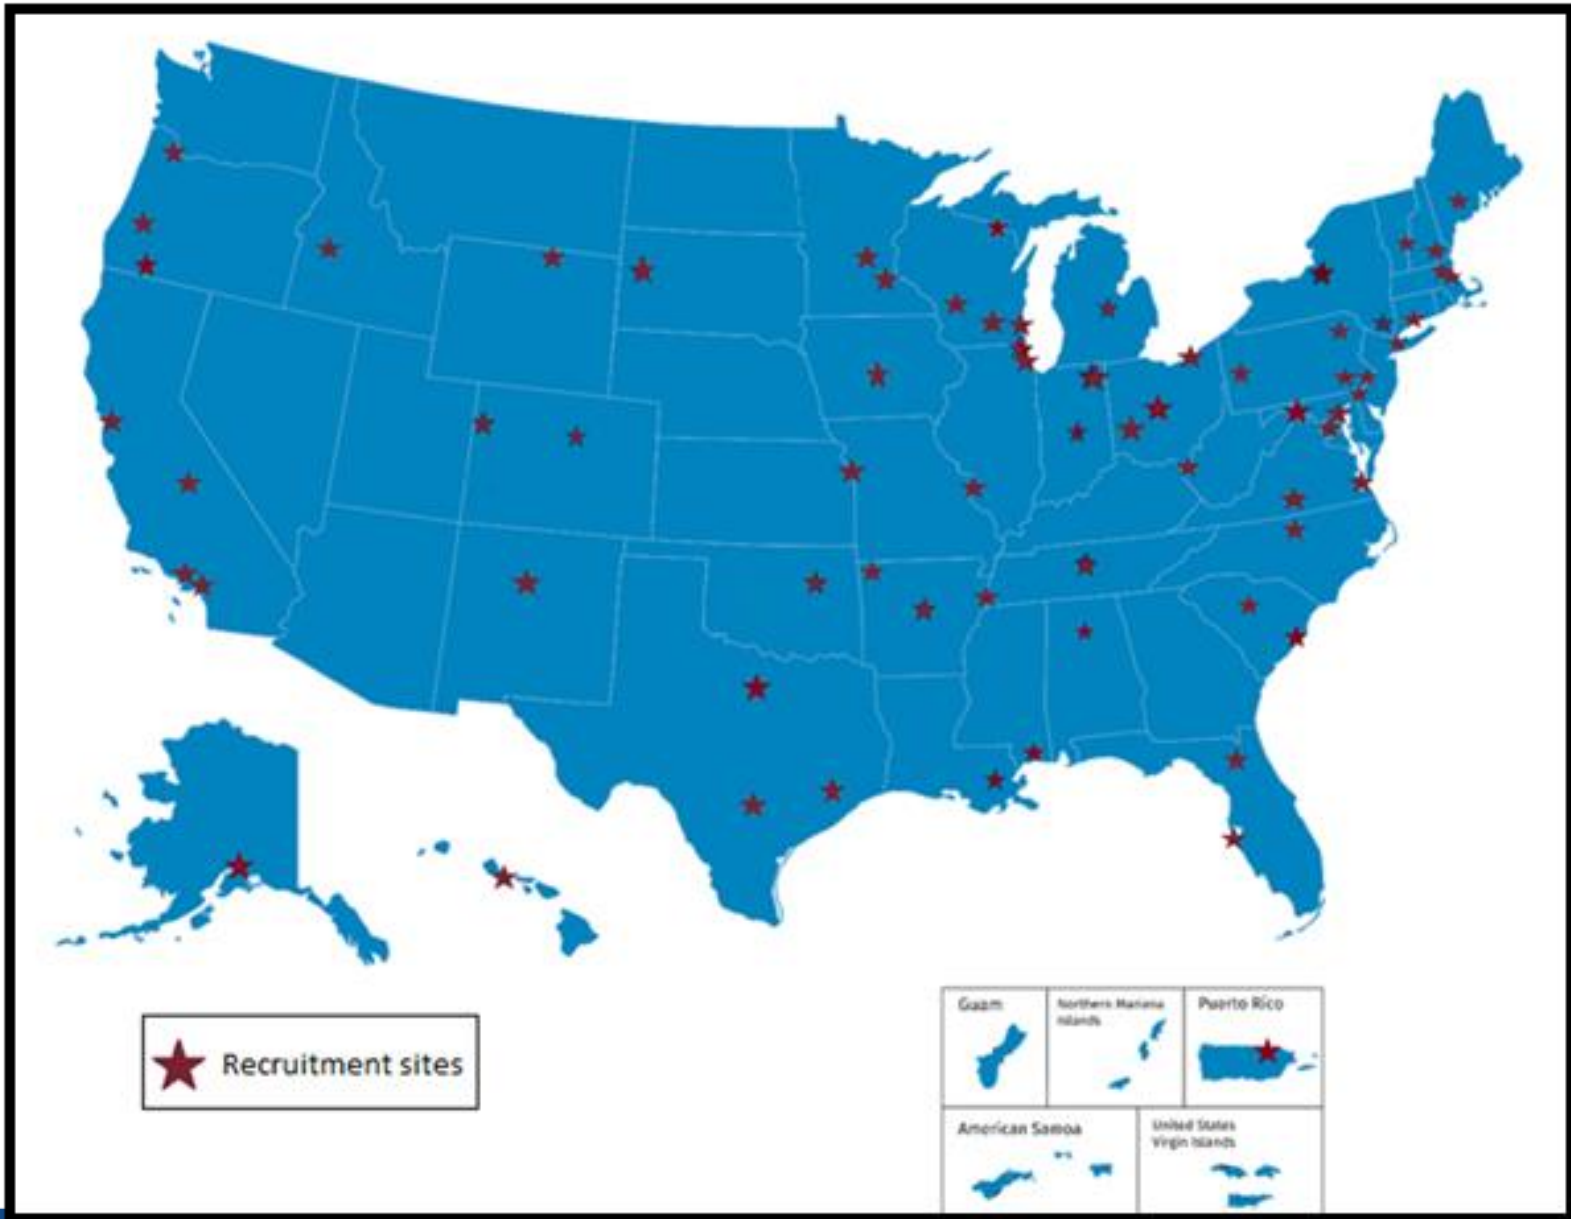 Recruitment sites
Guam
Northern Mariana
Islands
Puerto Rico
American Samoa
United States
Virgin Islands